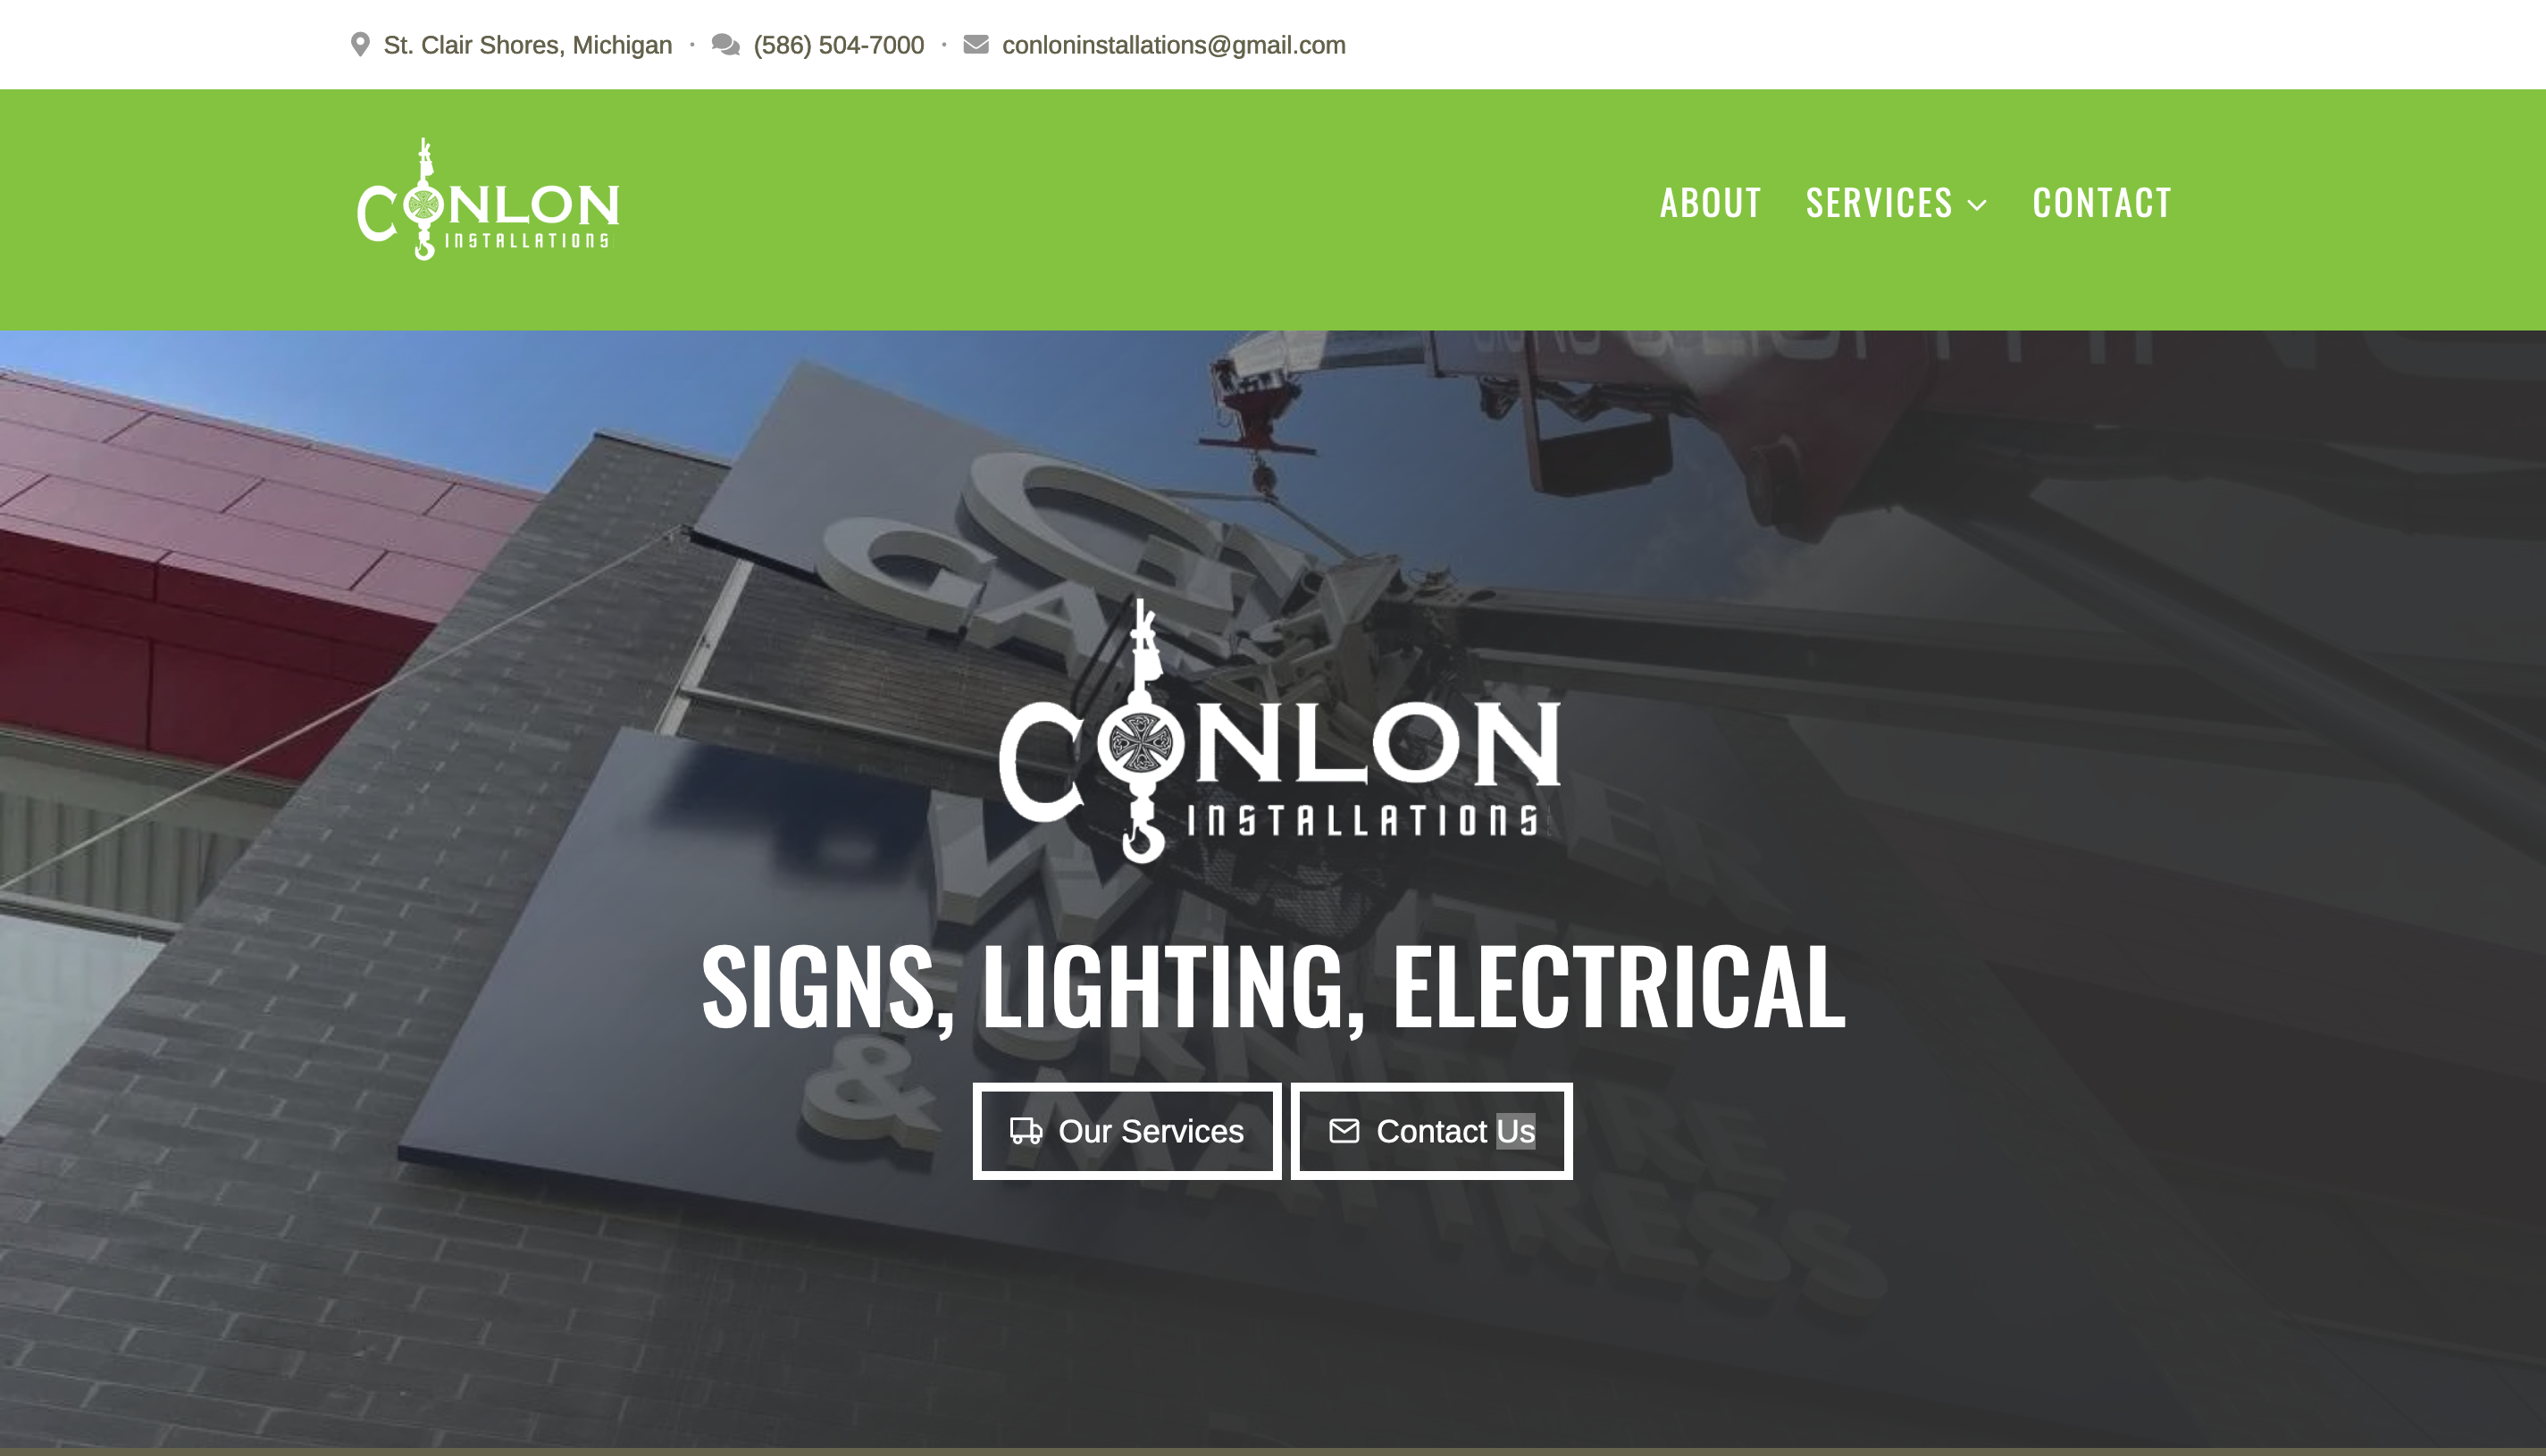 St. Clair Shores, Michigan · (586) 504-7000 · conloninstallations@gmail.com
CONLON
INSTALLATIONS
ABOUT SERVICES CONTACT
CONLON
INSTALLATIONS
SIGNS, LIGHTING, ELECTRICAL
Our Services Contact Us
& MATTRESS